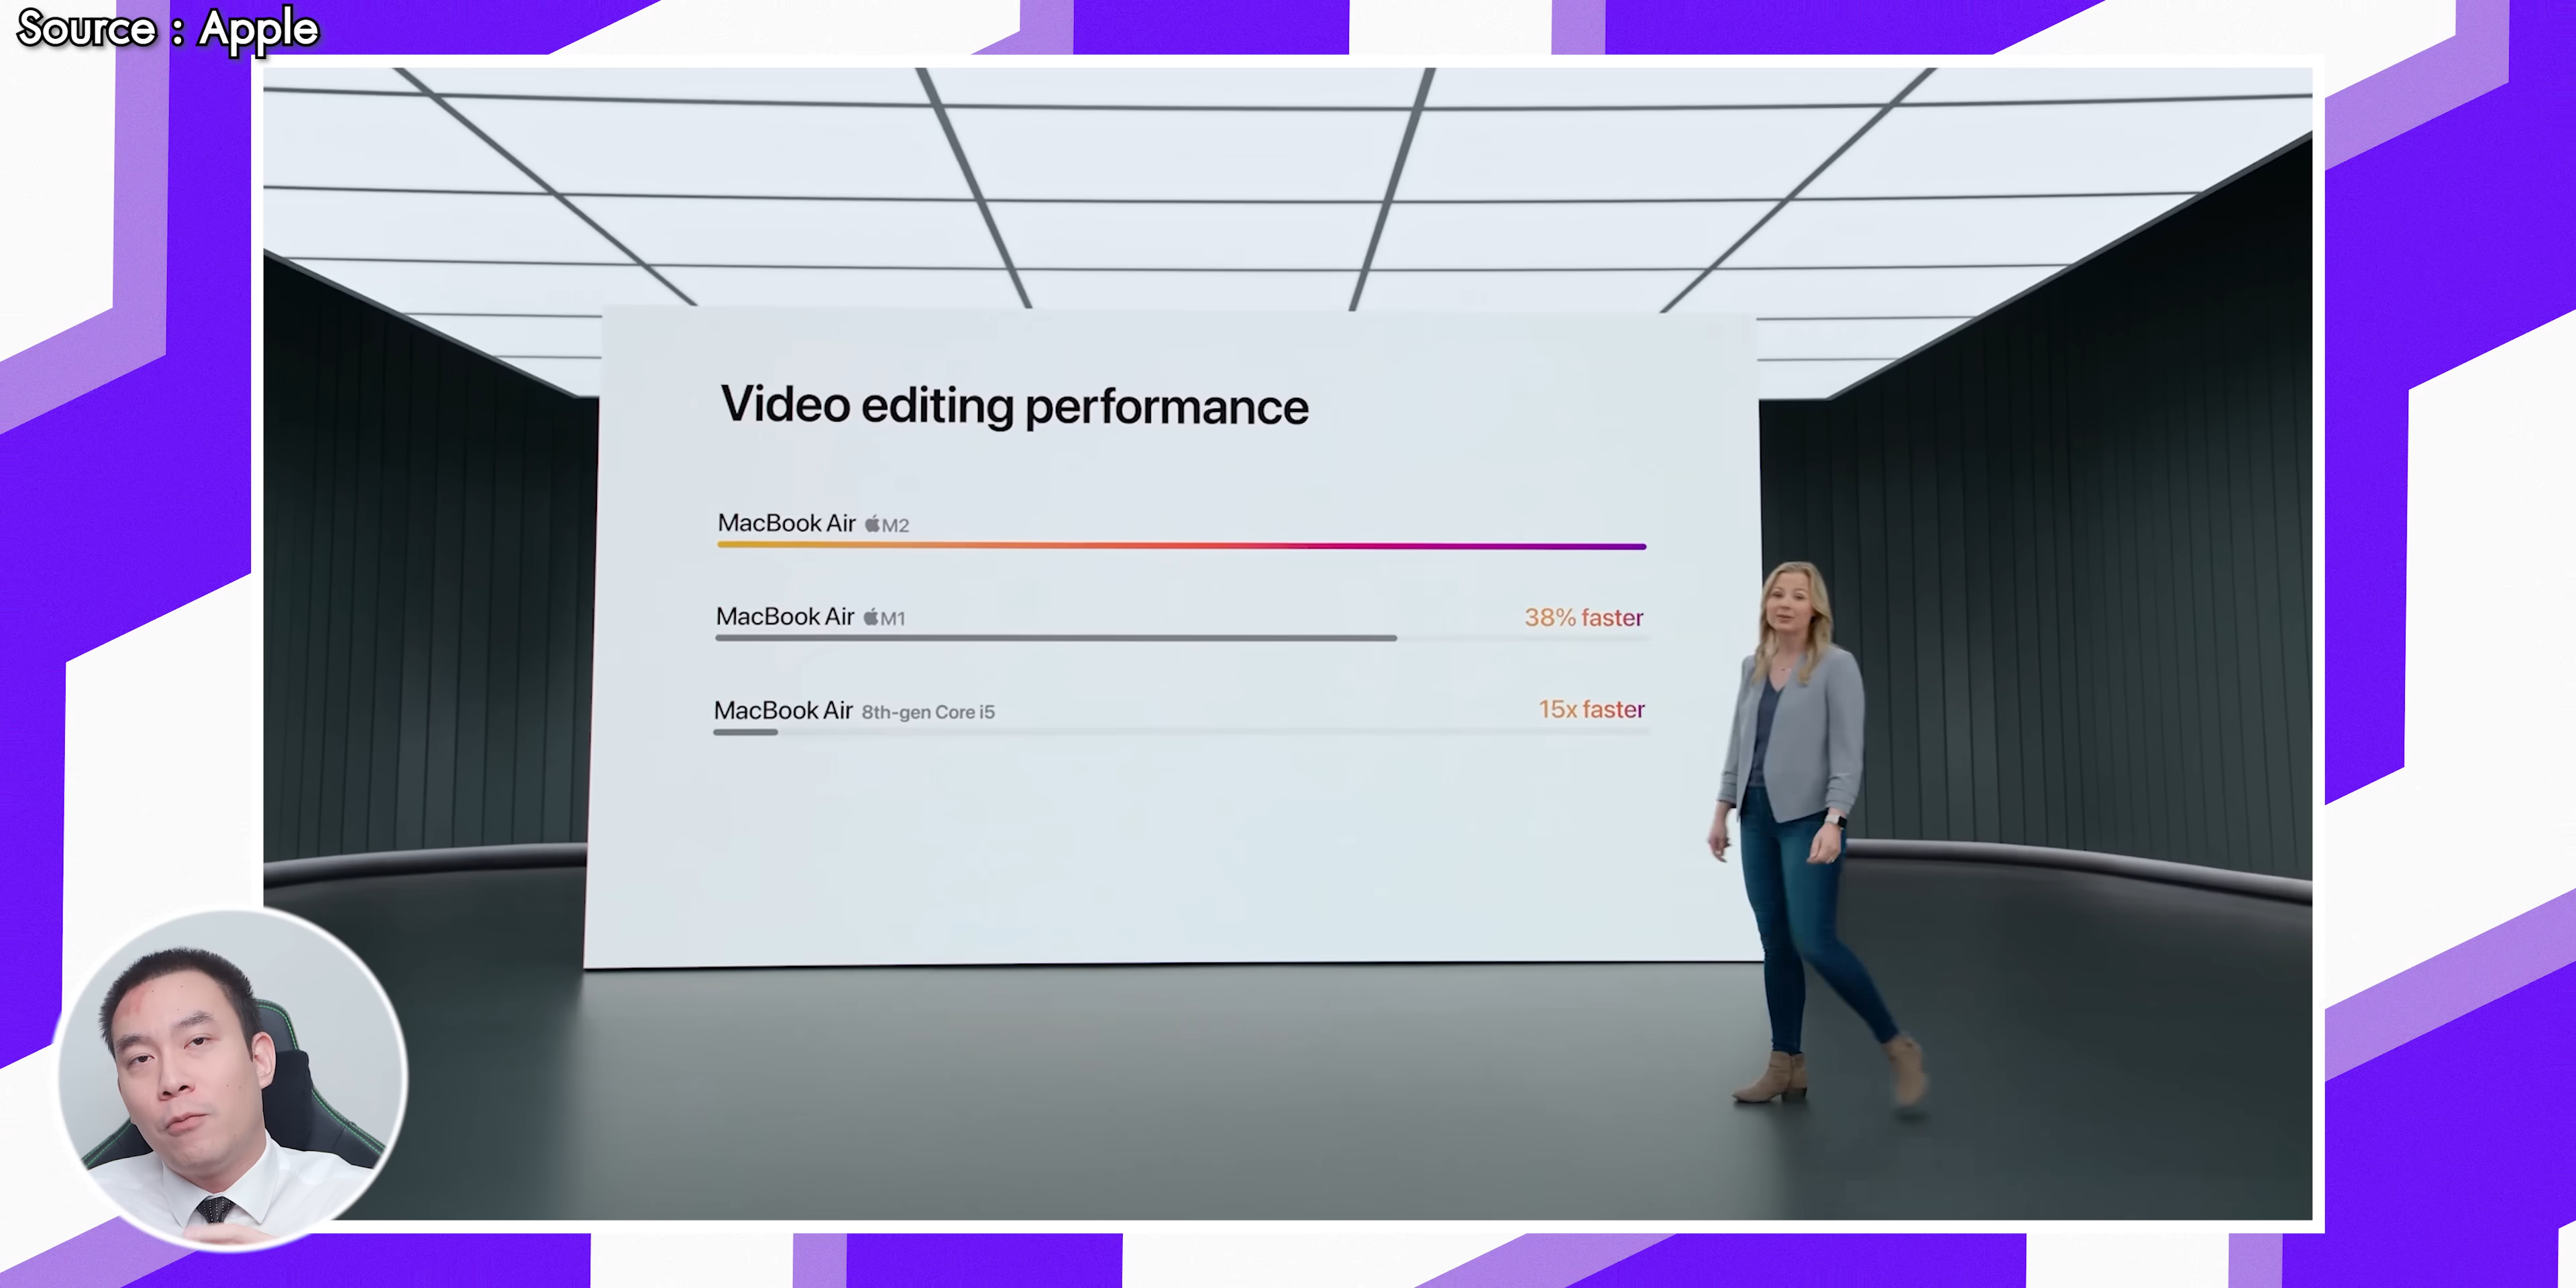 Source : Apple
Video editing performance
MacBook Air M2
MacBook Air M1 38% faster
MacBook Air 8th-gen Core i5 15x faster